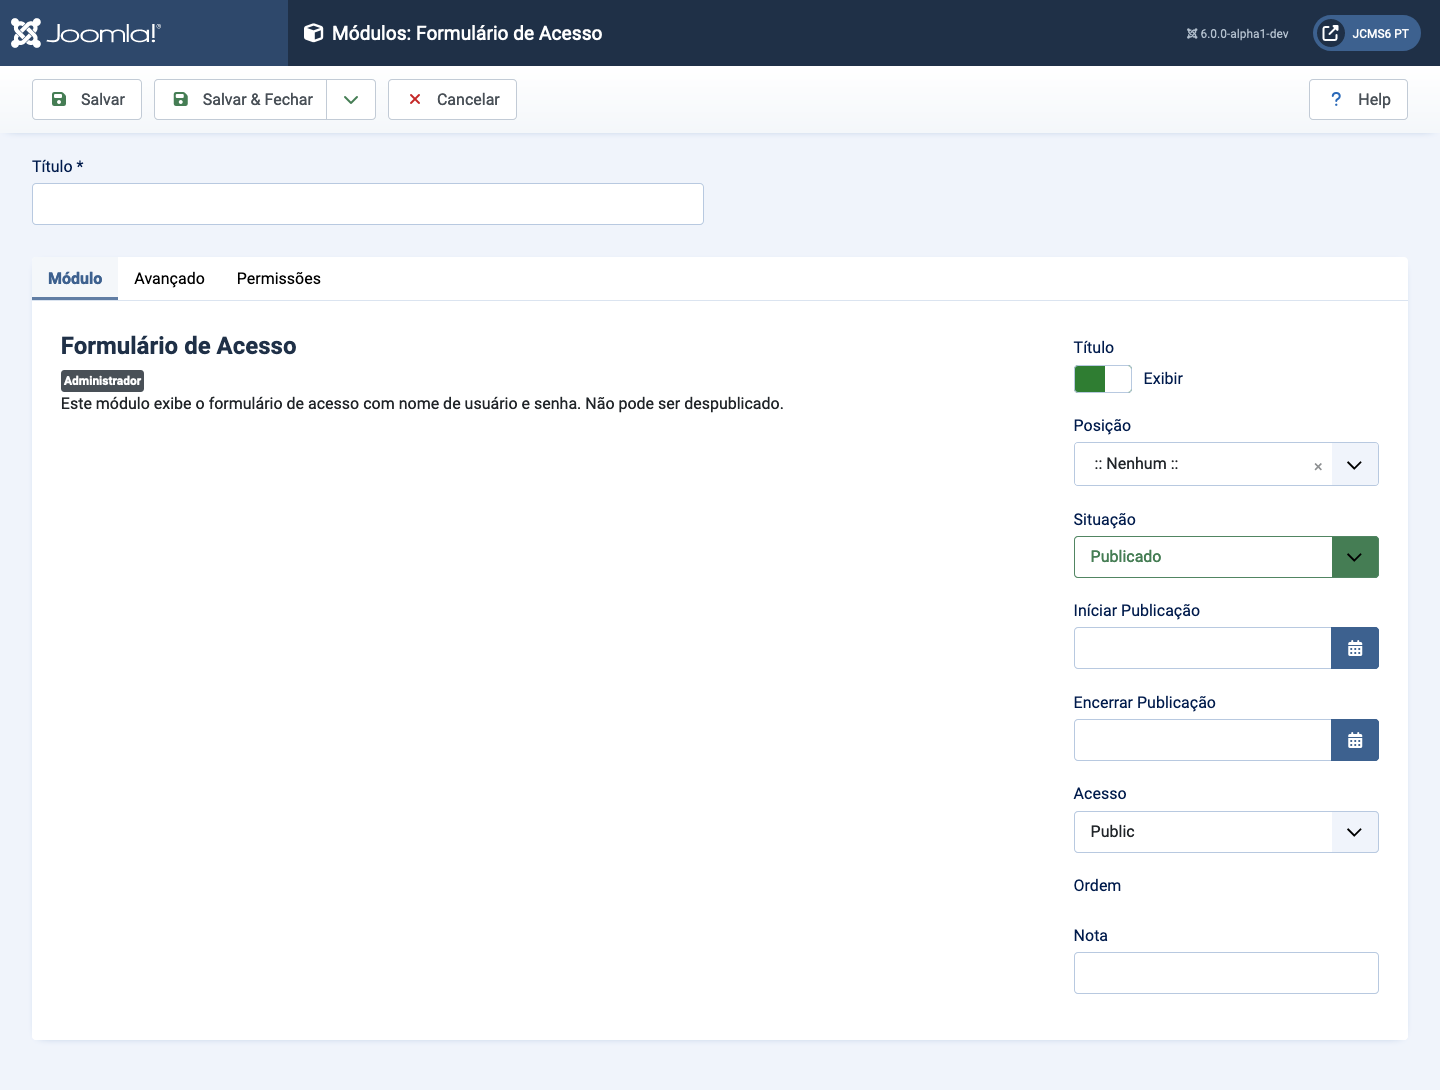 Joomla!®
Módulos: Formulário de Acesso
6.0.0-alpha1-dev
JCMS6 PT
Salvar
Salvar & Fechar
Cancelar
? Help
Título *
Módulo
Avançado
Permissões
Formulário de Acesso
Administrador
Este módulo exibe o formulário de acesso com nome de usuário e senha. Não pode ser despublicado.
Título
Exibir
Posição
:: Nenhum ::
×
Situação
Publicado
Iníciar Publicação
Encerrar Publicação
Acesso
Public
Ordem
Nota